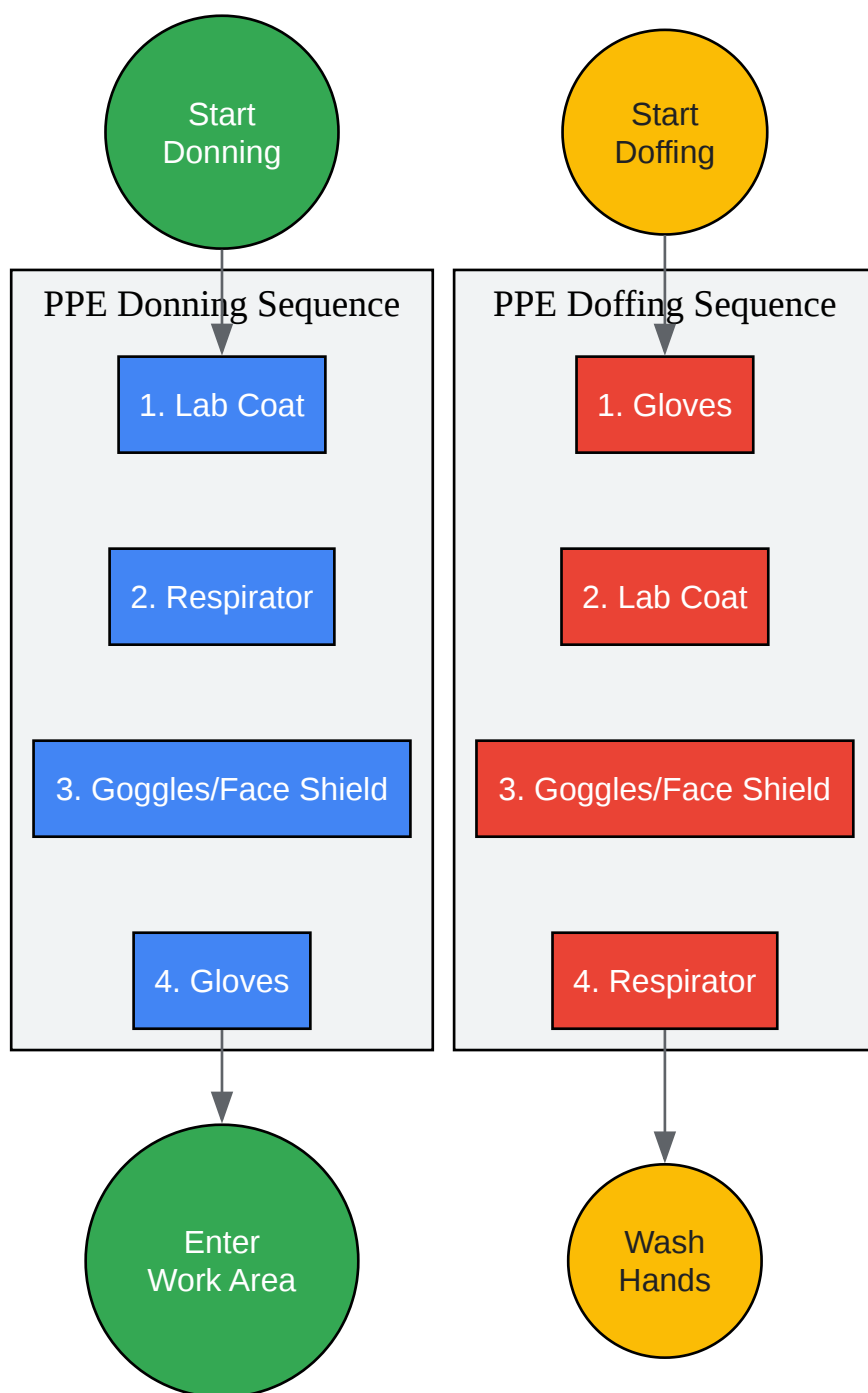 Start
Donning
PPE Donning Sequence
1. Lab Coat
2. Respirator
3. Goggles/Face Shield
4. Gloves
Enter
Work Area
Start
Doffing
PPE Doffing Sequence
1. Gloves
2. Lab Coat
3. Goggles/Face Shield
4. Respirator
Wash
Hands